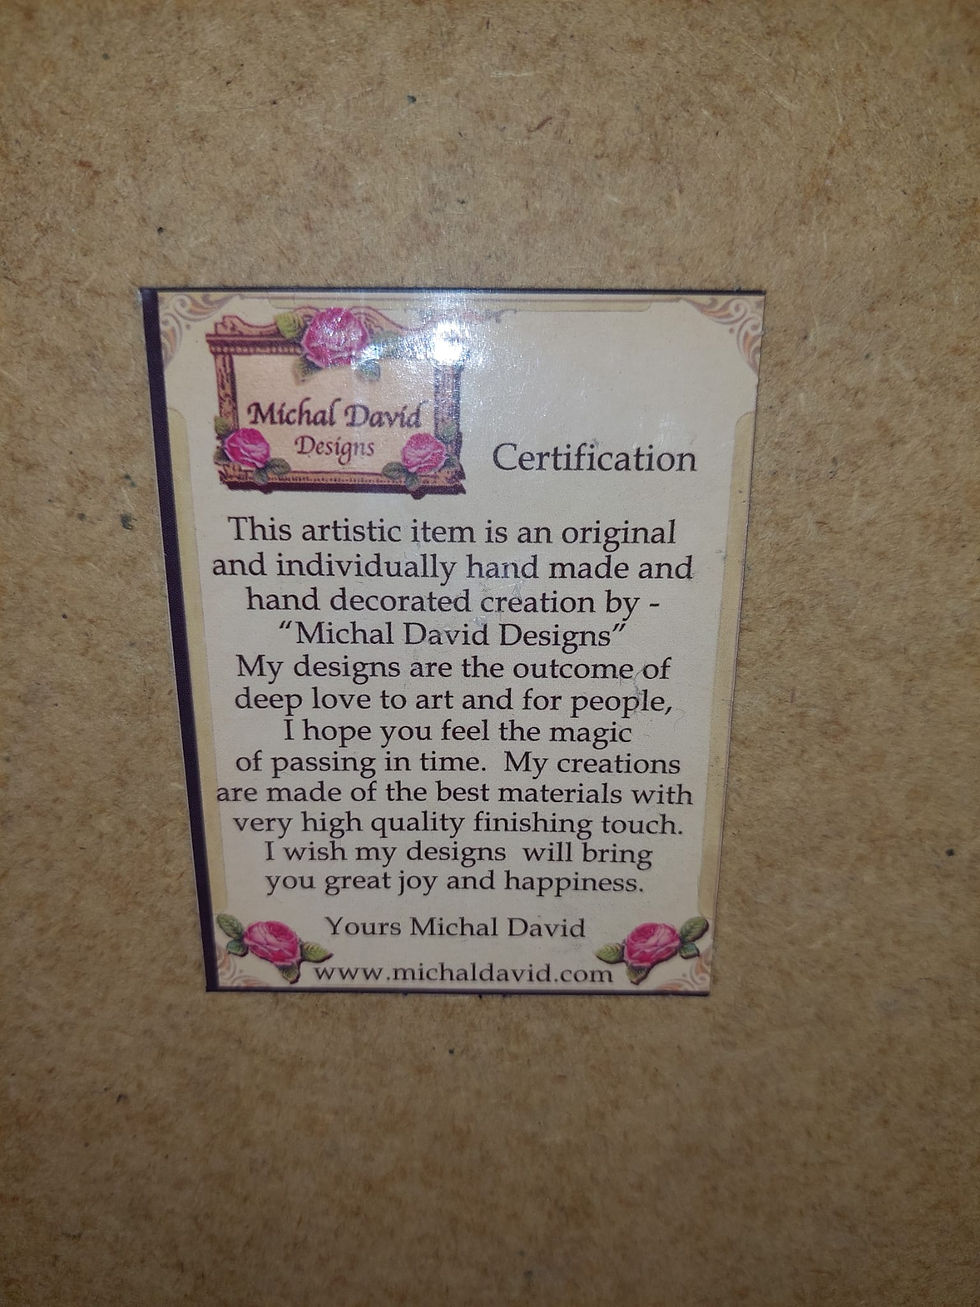 Michal David
Designs
Certification
This artistic item is an original
and individually hand made and
hand decorated creation by -
“Michal David Designs”
My designs are the outcome of
deep love to art and for people,
I hope you feel the magic
of passing in time.  My creations
are made of the best materials with
very high quality finishing touch.
I wish my designs  will bring
you great joy and happiness.
Yours Michal David
www.michaldavid.com